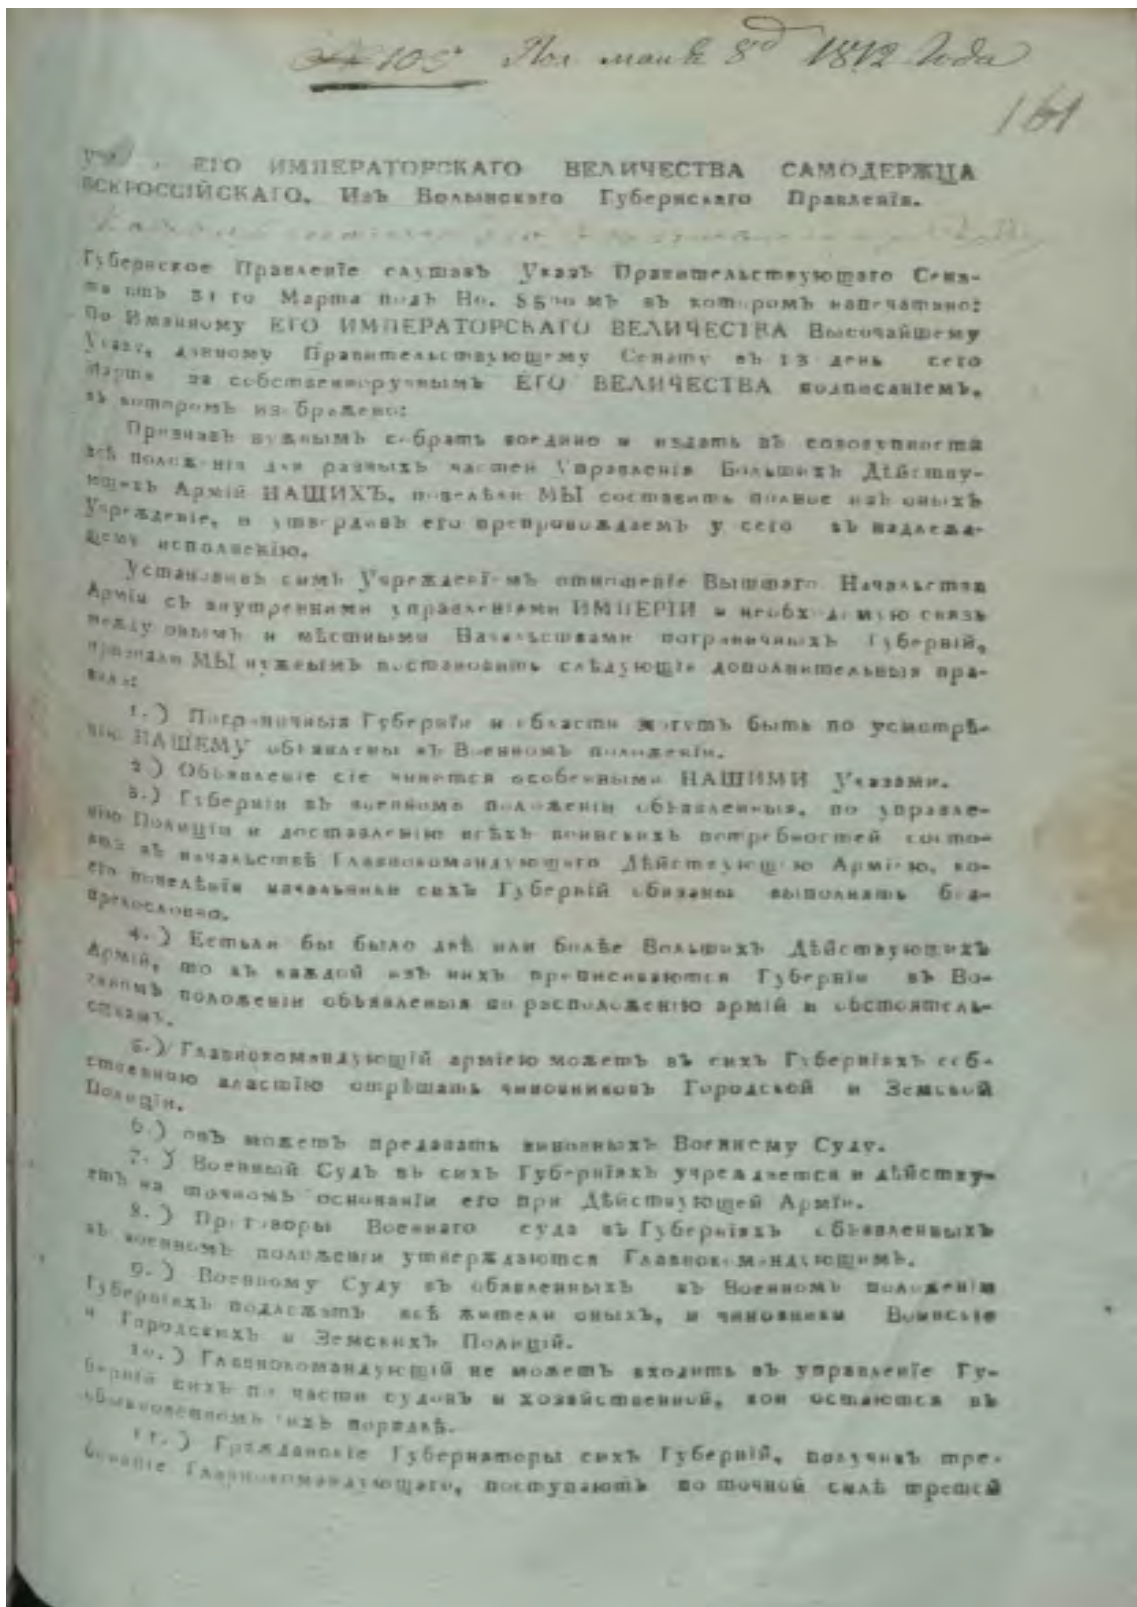 105 Пол маия 8го 1812 Года
161
ЕГО ИМПЕРАТОРСКАГО ВЕЛИЧЕСТВА САМОДЕРЖЦА
ВСЕРОССІЙСКАГО. Изъ Волынскаго Губернскаго Правленія.
Губернское Правленіе слушавъ Указъ Правительствующаго Сена-
та отъ 31 го Марта подъ Но. въ которомъ напечатано:
По Имянному ЕГО ИМПЕРАТОРСКАГО ВЕЛИЧЕСТВА Высочайшему
Указу, данному Правительствующему Сенату въ 13 день сего
Марта за собственноручнымъ ЕГО ВЕЛИЧЕСТВА подписаніемъ,
въ которомъ изображено:
Признавъ нужнымъ собрать воедино и издать въ совокупности
всѣ положенія для разныхъ частей Управленія Большихъ Дѣйству-
ющихъ Армій НАШИХЪ, повелѣли МЫ составить полное изъ оныхъ
Учрежденіе, и утвердивъ его препровождаемъ у сего въ надлежа-
щему исполненію.
Установивъ симъ Учрежденіемъ отношеніе Вышшаго Начальства
Арміи съ внутренними управленіями ИМПЕРІИ и необходимую связь
между онымъ и мѣстными Начальствами пограничныхъ Губерній,
признали МЫ нужнымъ постановить слѣдующія дополнительныя пра-
вила:
1.) Пограничныя Губерніи и области могутъ быть по усмотрѣ-
нію НАШЕМУ объявлены въ Военномъ положеніи.
2.) Объявленіе сіе чинится особенными НАШИМИ Указами.
3.) Губерніи въ военномъ положеніи объявленныя, по управле-
нію Полиціи и доставленію всѣхъ воинскихъ потребностей состо-
ятъ въ начальствѣ Главнокомандующаго Дѣйствующею Арміею, ко-
его повелѣнія начальники сихъ Губерній обязаны выполнять без-
прекословно.
4.) Естьли бы было двѣ или болѣе Большихъ Дѣйствующихъ
Армій, то къ каждой изъ нихъ приписываются Губерніи въ Во-
енномъ положеніи объявленыя по расположенію армій и обстоятель-
ствамъ.
5.) Главнокомандующій арміею можетъ въ сихъ Губерніяхъ соб-
ственною властію отрѣшать чиновниковъ Городской и Земской
Полиціи.
6.) онъ можетъ предавать виновныхъ Военнему Суду.
7.) Военный Судъ въ сихъ Губерніяхъ учреждается и дѣйству-
етъ на точномъ основаніи его при Дѣйствующей Арміи.
8.) Приговоры Военнаго суда въ Губерніяхъ объявленныхъ
въ военномъ положеніи утверждаются Главнокомандующимъ.
9.) Военному Суду въ обявленныхъ въ Военномъ положеніи
Губерніяхъ подлежатъ всѣ жители оныхъ, и чиновники Воинскіе
и Городскихъ и Земскихъ Полицій.
10.) Главнокомандующій не можетъ входить въ управленіе Гу-
берній сихъ по части судовъ и хозяйственной, кои остаются въ
обыкновенномъ ихъ порядкѣ.
11.) Гражданскіе Губернаторы сихъ Губерній, получивъ тре-
бованіе Главнокомандующаго, поступаютъ по точной силѣ третей